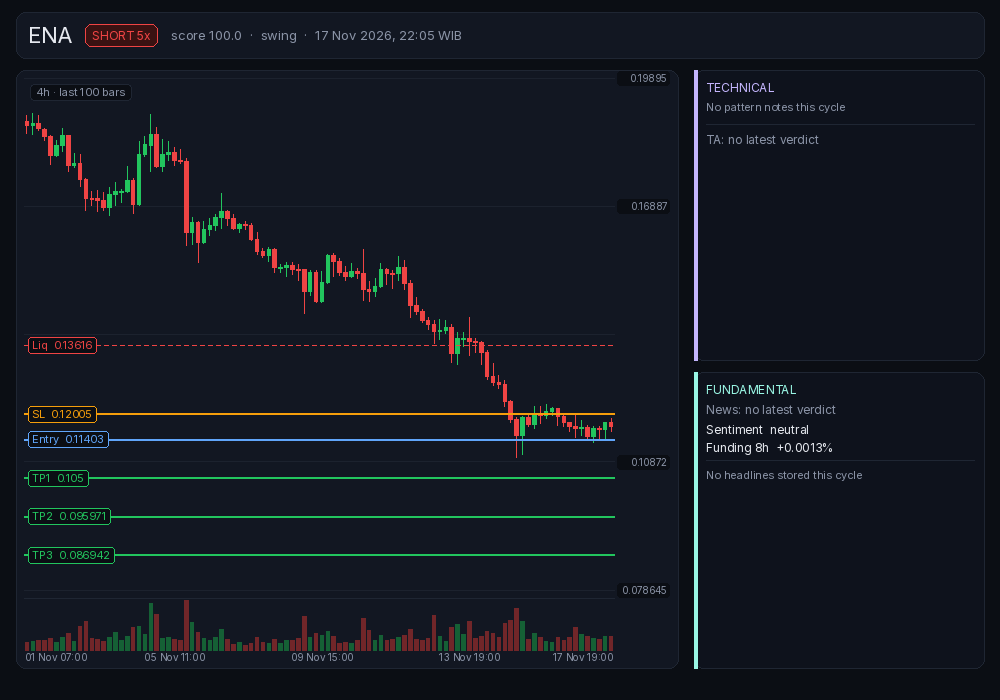 ENA SHORT 5x score 100.0 · swing · 17 Nov 2026, 22:05 WIB
4h · last 100 bars
0.19895
0.16887
Liq 0.13616
SL 0.12005
Entry 0.11403
0.10872
TP1 0.105
TP2 0.095971
TP3 0.086942
0.078645
01 Nov 07:00 05 Nov 11:00 09 Nov 15:00 13 Nov 19:00 17 Nov 19:00
TECHNICAL
No pattern notes this cycle
TA: no latest verdict
FUNDAMENTAL
News: no latest verdict
Sentiment neutral
Funding 8h +0.0013%
No headlines stored this cycle